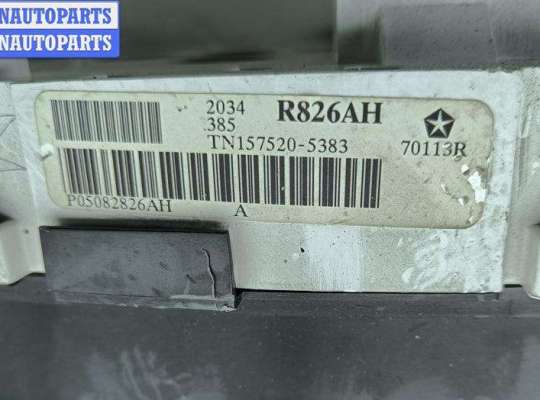 NAUTOPARTS
NAUTOPARTS
2034 R826AH
.385
TN157520-5383 70113R
P05082826AH A